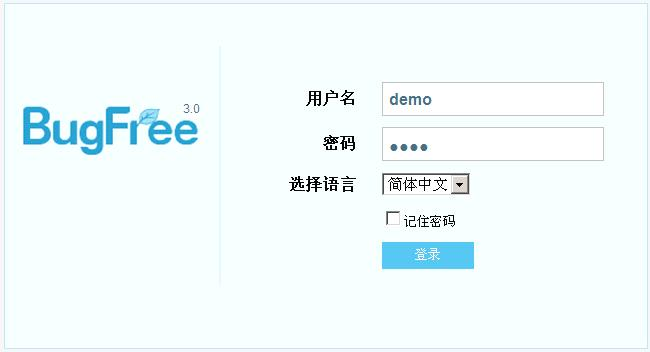 BugFree 3.0
用户名 demo
密码 ●●●●
选择语言 简体中文
记住密码
登录